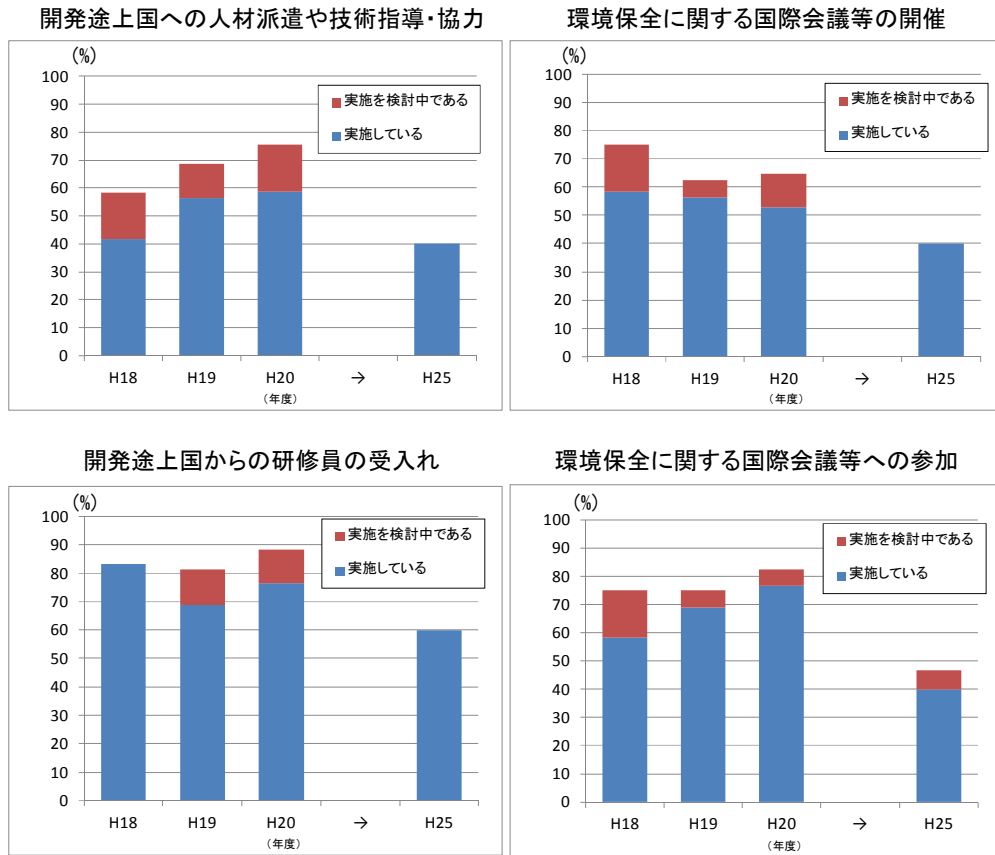 開発途上国への人材派遣や技術指導・協力
(%)
100
90
80
70
60
50
40
30
20
10
0
実施を検討中である
実施している
H18 H19 H20 → H25
(年度)
環境保全に関する国際会議等の開催
(%)
100
90
80
70
60
50
40
30
20
10
0
実施を検討中である
実施している
H18 H19 H20 → H25
(年度)
開発途上国からの研修員の受入れ
(%)
100
90
80
70
60
50
40
30
20
10
0
実施を検討中である
実施している
H18 H19 H20 → H25
(年度)
環境保全に関する国際会議等への参加
(%)
100
90
80
70
60
50
40
30
20
10
0
実施を検討中である
実施している
H18 H19 H20 → H25
(年度)